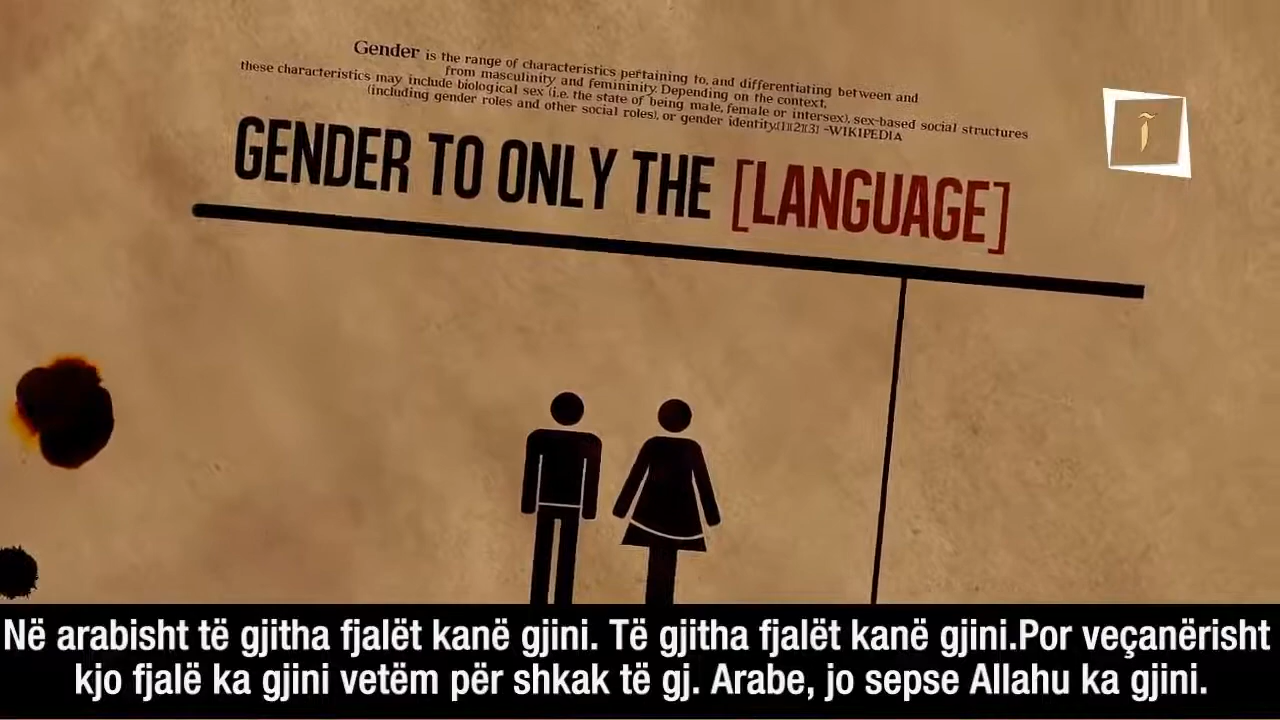 Gender is the range of characteristics pertaining to, and differentiating between and
from masculinity and femininity. Depending on the context,
these characteristics may include biological sex (i.e. the state of being male, female or intersex), sex-based social structures
(including gender roles and other social roles), or gender identity.[1][2][3] -WIKIPEDIA
GENDER TO ONLY THE [LANGUAGE]
Në arabisht të gjitha fjalët kanë gjini. Të gjitha fjalët kanë gjini.Por veçanërisht
kjo fjalë ka gjini vetëm për shkak të gj. Arabe, jo sepse Allahu ka gjini.